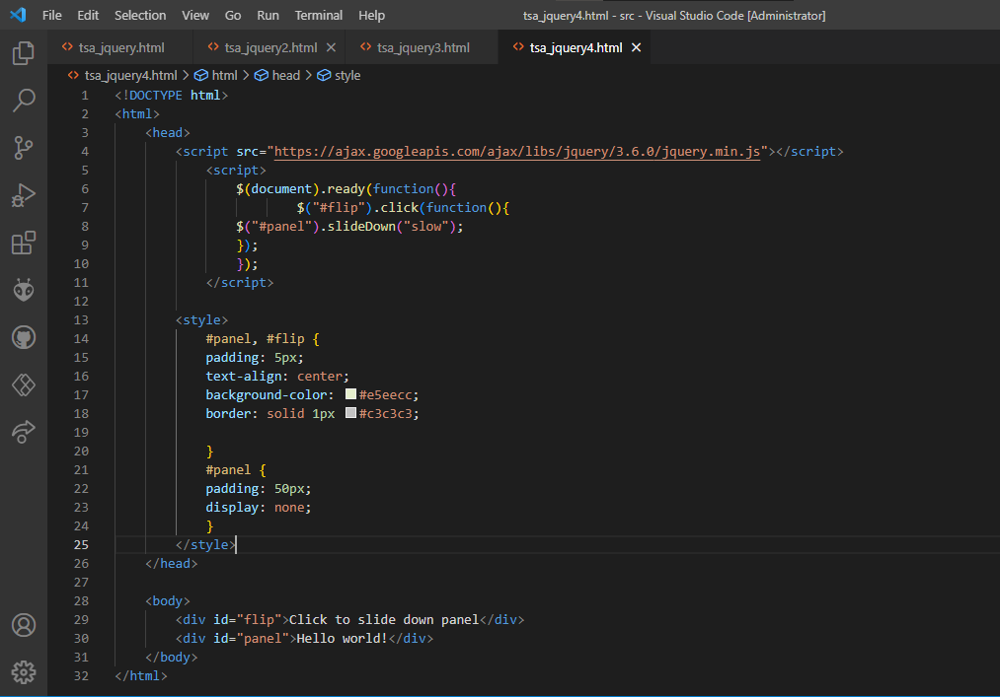 File Edit Selection View Go Run Terminal Help tsa_jquery4.html - src - Visual Studio Code [Administrator]
tsa_jquery.html tsa_jquery2.html tsa_jquery3.html tsa_jquery4.html
tsa_jquery4.html > html > head > style
1 <!DOCTYPE html>
2 <html>
3 <head>
4 <script src="https://ajax.googleapis.com/ajax/libs/jquery/3.6.0/jquery.min.js"></script>
5 <script>
6 $(document).ready(function(){
7 $("#flip").click(function(){
8 $("#panel").slideDown("slow");
9 });
10 });
11 </script>
12
13 <style>
14 #panel, #flip {
15 padding: 5px;
16 text-align: center;
17 background-color: #e5eecc;
18 border: solid 1px #c3c3c3;
19
20 }
21 #panel {
22 padding: 50px;
23 display: none;
24 }
25 </style>
26 </head>
27
28 <body>
29 <div id="flip">Click to slide down panel</div>
30 <div id="panel">Hello world!</div>
31 </body>
32 </html>